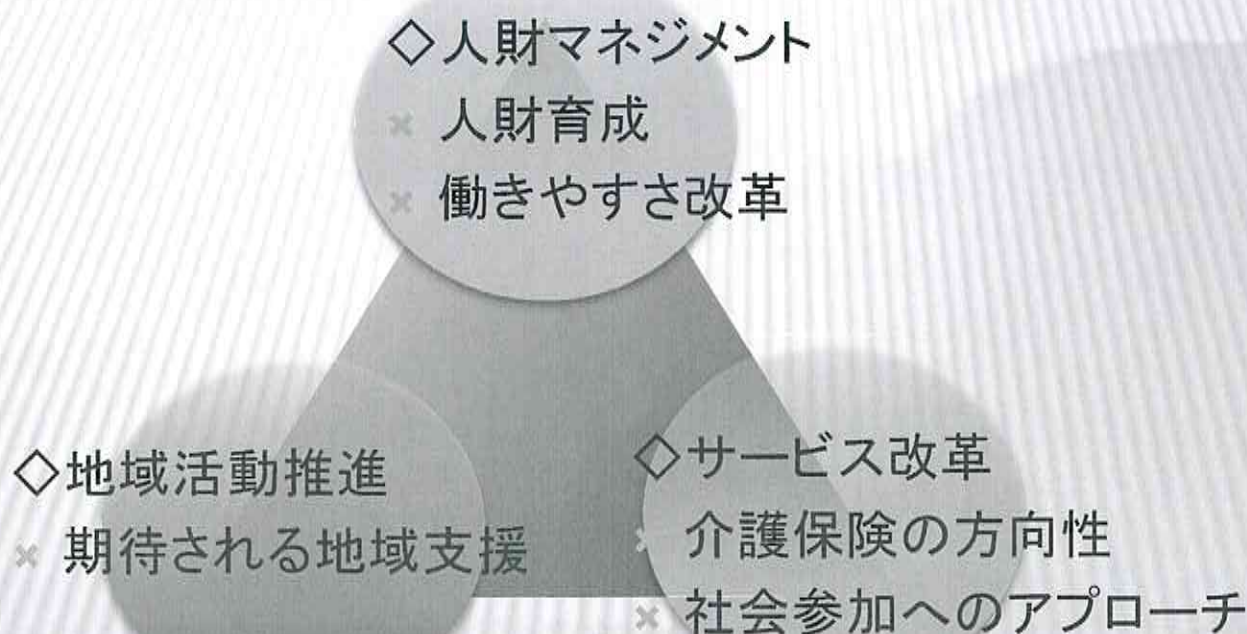 ◇人財マネジメント
× 人財育成
× 働きやすさ改革
◇地域活動推進
× 期待される地域支援
◇サービス改革
× 介護保険の方向性
× 社会参加へのアプローチ